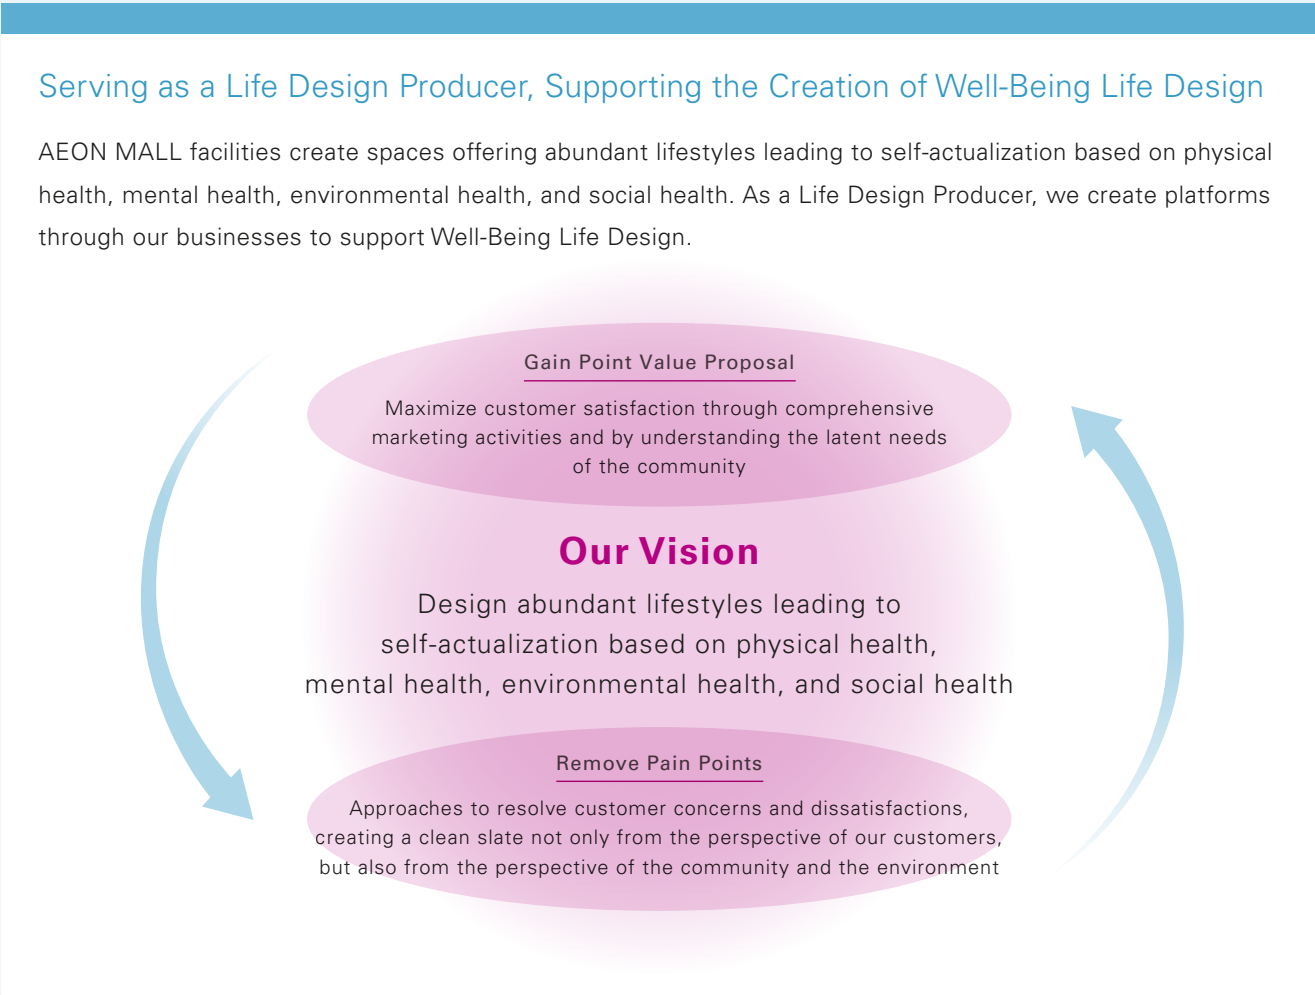 Serving as a Life Design Producer, Supporting the Creation of Well-Being Life Design
AEON MALL facilities create spaces offering abundant lifestyles leading to self-actualization based on physical
health, mental health, environmental health, and social health. As a Life Design Producer, we create platforms
through our businesses to support Well-Being Life Design.
Gain Point Value Proposal
Maximize customer satisfaction through comprehensive
marketing activities and by understanding the latent needs
of the community
Our Vision
Design abundant lifestyles leading to
self-actualization based on physical health,
mental health, environmental health, and social health
Remove Pain Points
Approaches to resolve customer concerns and dissatisfactions,
creating a clean slate not only from the perspective of our customers,
but also from the perspective of the community and the environment